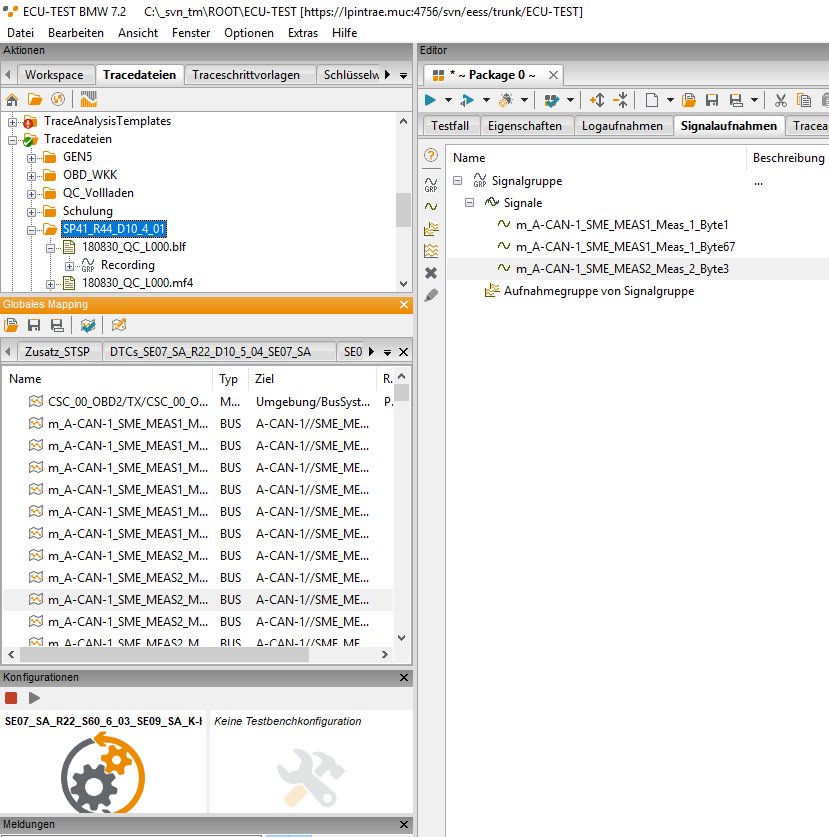 ECU-TEST BMW 7.2 C:\_svn_tm\ROOT\ECU-TEST [https://lpintrae.muc:4756/svn/eess/trunk/ECU-TEST]
Datei Bearbeiten Ansicht Fenster Optionen Extras Hilfe
Aktionen
Workspace Tracedateien Traceschrittvorlagen Schlüsselw
TraceAnalysisTemplates
Tracedateien
GEN5
OBD_WKK
QC_Vollladen
Schulung
SP41_R44_D10_4_01
180830_QC_L000.blf
GRP Recording
180830_QC_L000.mf4
Globales Mapping
Zusatz_STSP DTCs_SE07_SA_R22_D10_5_04_SE07_SA SE0
Name Typ Ziel R.
CSC_00_OBD2/TX/CSC_00_O... M... Umgebung/BusSyst... P
m_A-CAN-1_SME_MEAS1_M... BUS A-CAN-1//SME_ME...
m_A-CAN-1_SME_MEAS1_M... BUS A-CAN-1//SME_ME...
m_A-CAN-1_SME_MEAS1_M... BUS A-CAN-1//SME_ME...
m_A-CAN-1_SME_MEAS1_M... BUS A-CAN-1//SME_ME...
m_A-CAN-1_SME_MEAS1_M... BUS A-CAN-1//SME_ME...
m_A-CAN-1_SME_MEAS1_M... BUS A-CAN-1//SME_ME...
m_A-CAN-1_SME_MEAS2_M... BUS A-CAN-1//SME_ME...
m_A-CAN-1_SME_MEAS2_M... BUS A-CAN-1//SME_ME...
m_A-CAN-1_SME_MEAS2_M... BUS A-CAN-1//SME_ME...
m_A-CAN-1_SME_MEAS2_M... BUS A-CAN-1//SME_ME...
m_A-CAN-1_SME_MEAS2_M BUS A-CAN-1//SME_ME
Konfigurationen
SE07_SA_R22_S60_6_03_SE09_SA_K-H Keine Testbenchkonfiguration
Meldungen
Editor
* ~ Package 0 ~
Testfall Eigenschaften Logaufnahmen Signalaufnahmen Tracea
? Name Beschreibung
GRP
GRP Signalgruppe ...
Signale
m_A-CAN-1_SME_MEAS1_Meas_1_Byte1
m_A-CAN-1_SME_MEAS1_Meas_1_Byte67
m_A-CAN-1_SME_MEAS2_Meas_2_Byte3
Aufnahmegruppe von Signalgruppe